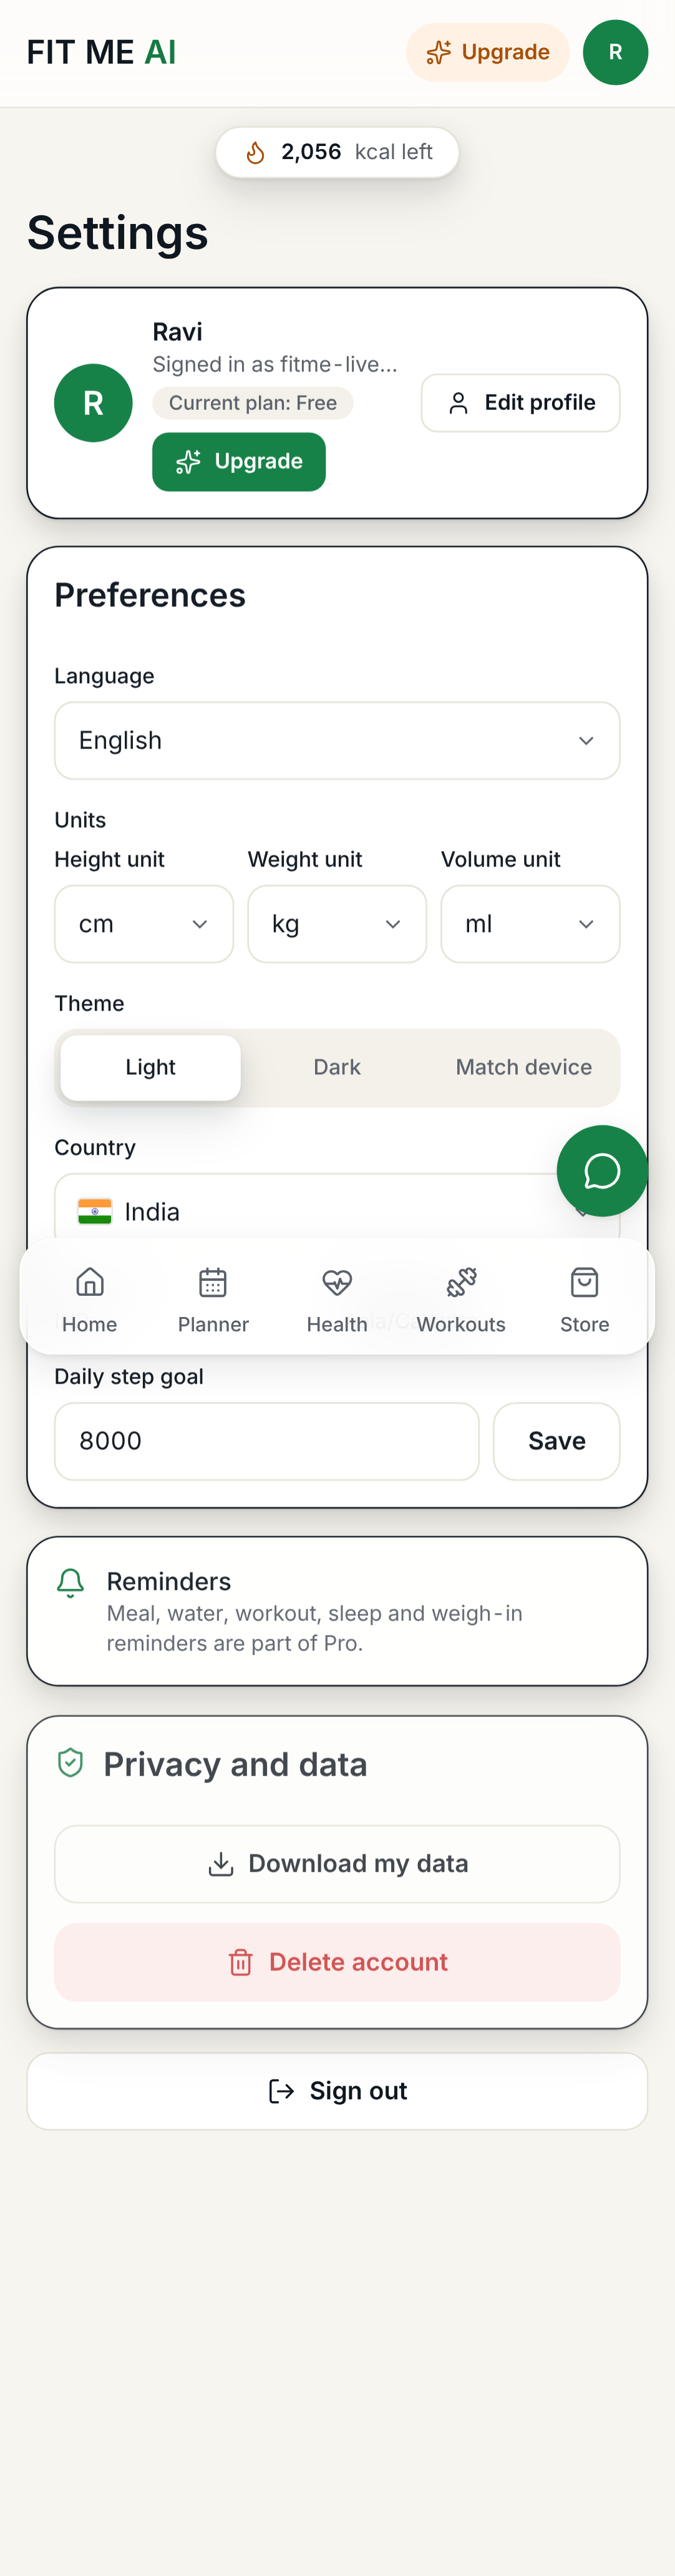 FIT ME AI
Upgrade
R
2,056 kcal left
Settings
R
Ravi
Signed in as fitme-live...
Current plan: Free
Upgrade
Edit profile
Preferences
Language
English
Units
Height unit
Weight unit
Volume unit
cm
kg
ml
Theme
Light
Dark
Match device
Country
India
Home
Planner
Health
Workouts
Store
Daily step goal
8000
Save
Reminders
Meal, water, workout, sleep and weigh-in
reminders are part of Pro.
Privacy and data
Download my data
Delete account
Sign out